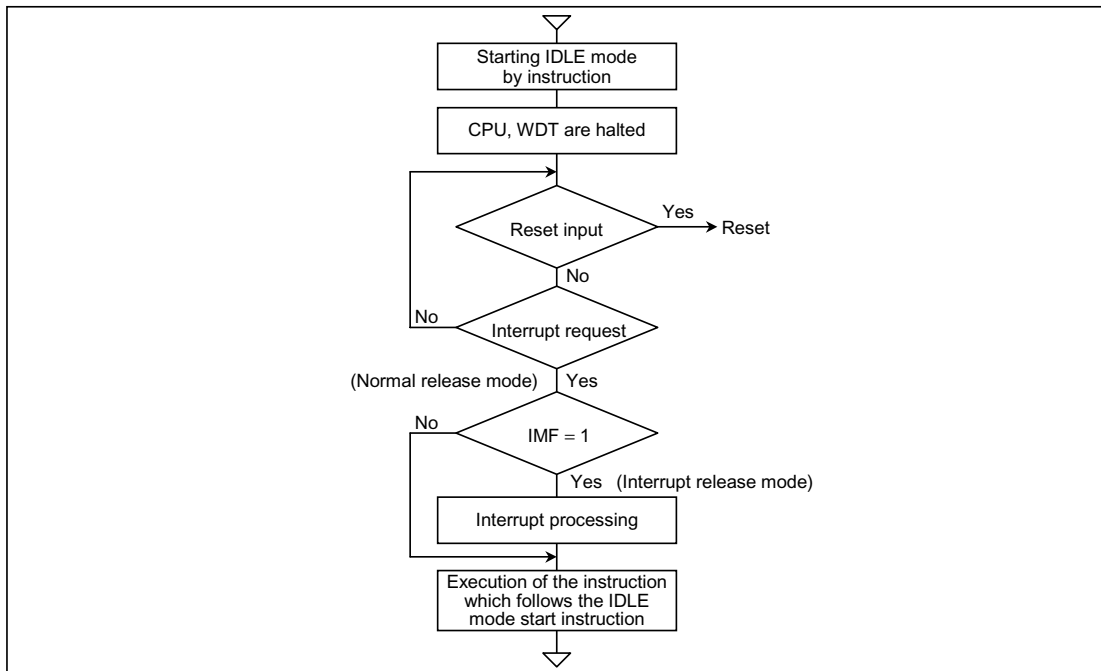 Starting IDLE mode
by instruction
CPU, WDT are halted
Reset input
Yes
Reset
No
No
Interrupt request
(Normal release mode)
Yes
No
IMF = 1
Yes (Interrupt release mode)
Interrupt processing
Execution of the instruction
which follows the IDLE
mode start instruction